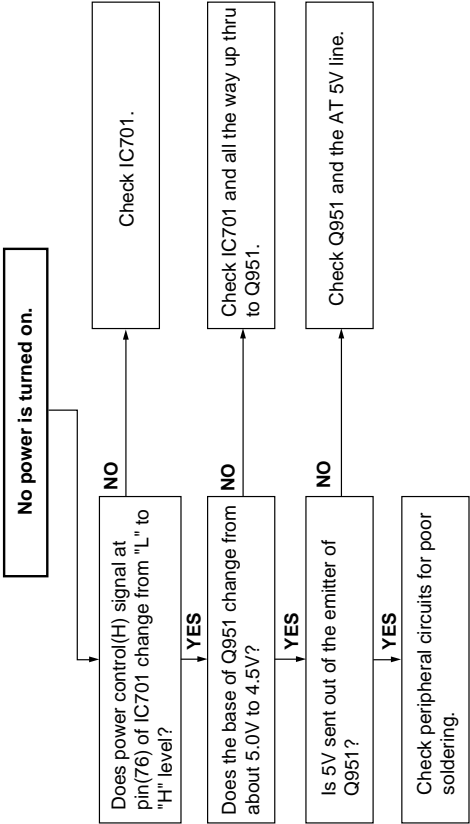 No power is turned on.
Does power control(H) signal at
pin(76) of IC701 change from "L" to
"H" level?
NO
Check IC701.
YES
Does the base of Q951 change from
about 5.0V to 4.5V?
NO
Check IC701 and all the way up thru
to Q951.
YES
Is 5V sent out of the emitter of
Q951?
NO
Check Q951 and the AT 5V line.
YES
Check peripheral circuits for poor
soldering.